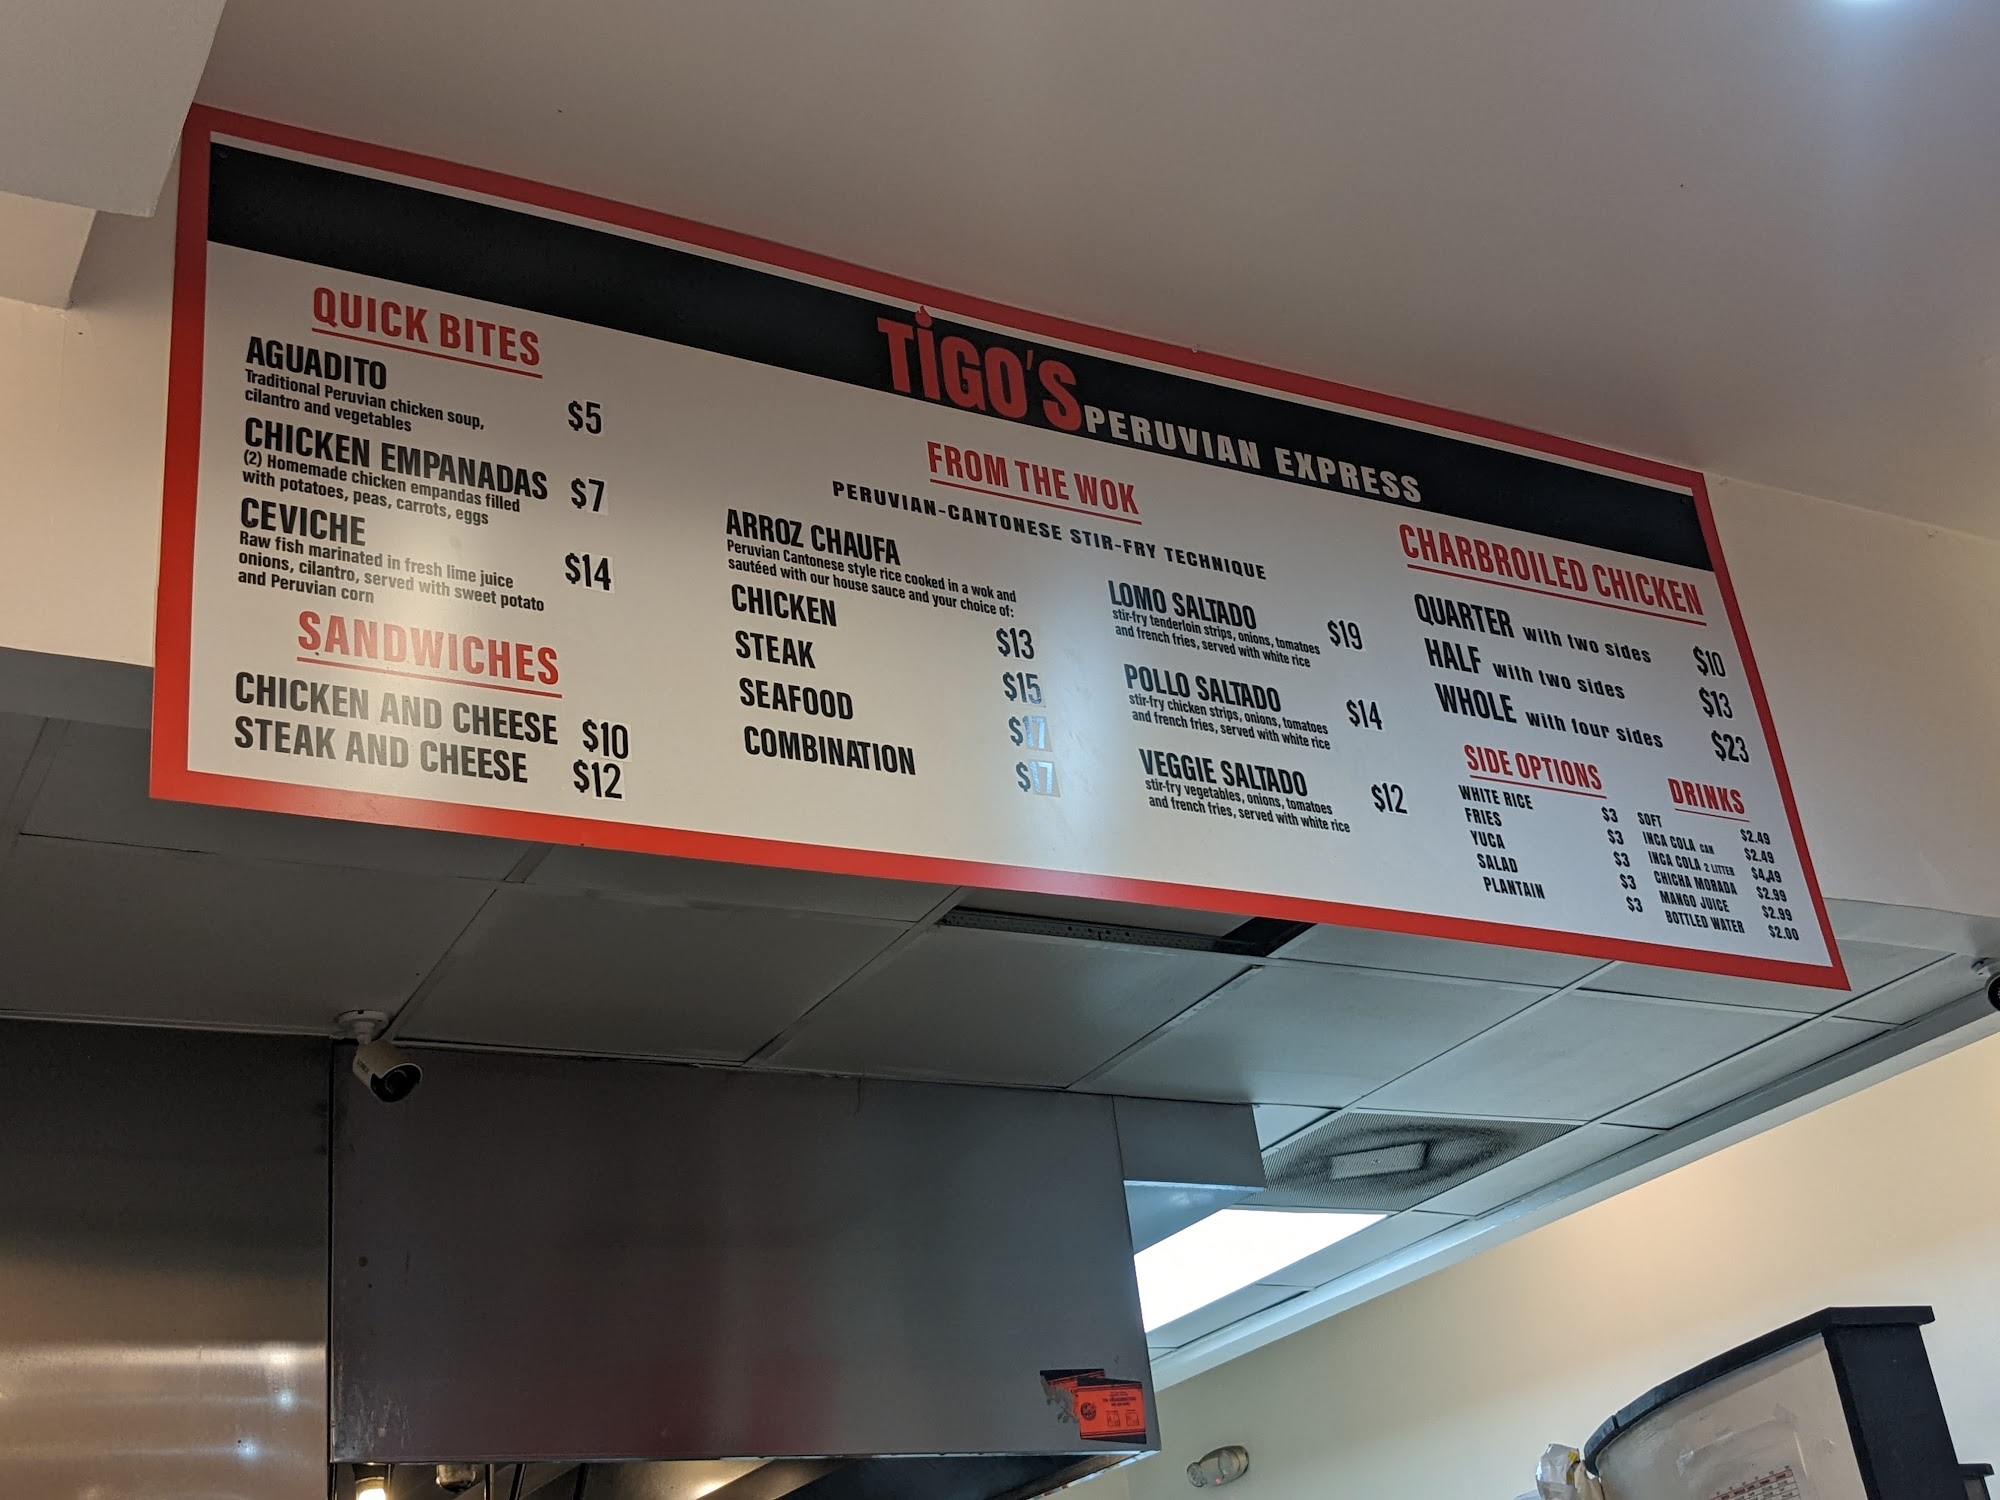 TiGO'S PERUVIAN EXPRESS
QUICK BITES
AGUADITO
Traditional Peruvian chicken soup,
cilantro and vegetables
$5
CHICKEN EMPANADAS $7
(2) Homemade chicken empandas filled
with potatoes, peas, carrots, eggs
CEVICHE
Raw fish marinated in fresh lime juice
onions, cilantro, served with sweet potato
and Peruvian corn
$14
SANDWICHES
CHICKEN AND CHEESE $10
STEAK AND CHEESE $12
FROM THE WOK
PERUVIAN-CANTONESE STIR-FRY TECHNIQUE
ARROZ CHAUFA
Peruvian Cantonese style rice cooked in a wok and
sautéed with our house sauce and your choice of:
CHICKEN $13
STEAK $15
SEAFOOD $17
COMBINATION $17
LOMO SALTADO $19
stir-fry tenderloin strips, onions, tomatoes
and french fries, served with white rice
POLLO SALTADO $14
stir-fry chicken strips, onions, tomatoes
and french fries, served with white rice
VEGGIE SALTADO $12
stir-fry vegetables, onions, tomatoes
and french fries, served with white rice
CHARBROILED CHICKEN
QUARTER with two sides $10
HALF with two sides $13
WHOLE with four sides $23
SIDE OPTIONS
WHITE RICE $3
FRIES $3
YUCA $3
SALAD $3
PLANTAIN $3
DRINKS
SOFT $2.49
INCA COLA CAN $2.49
INCA COLA 2 LITTER $4.49
CHICHA MORADA $2.99
MANGO JUICE $2.99
BOTTLED WATER $2.00